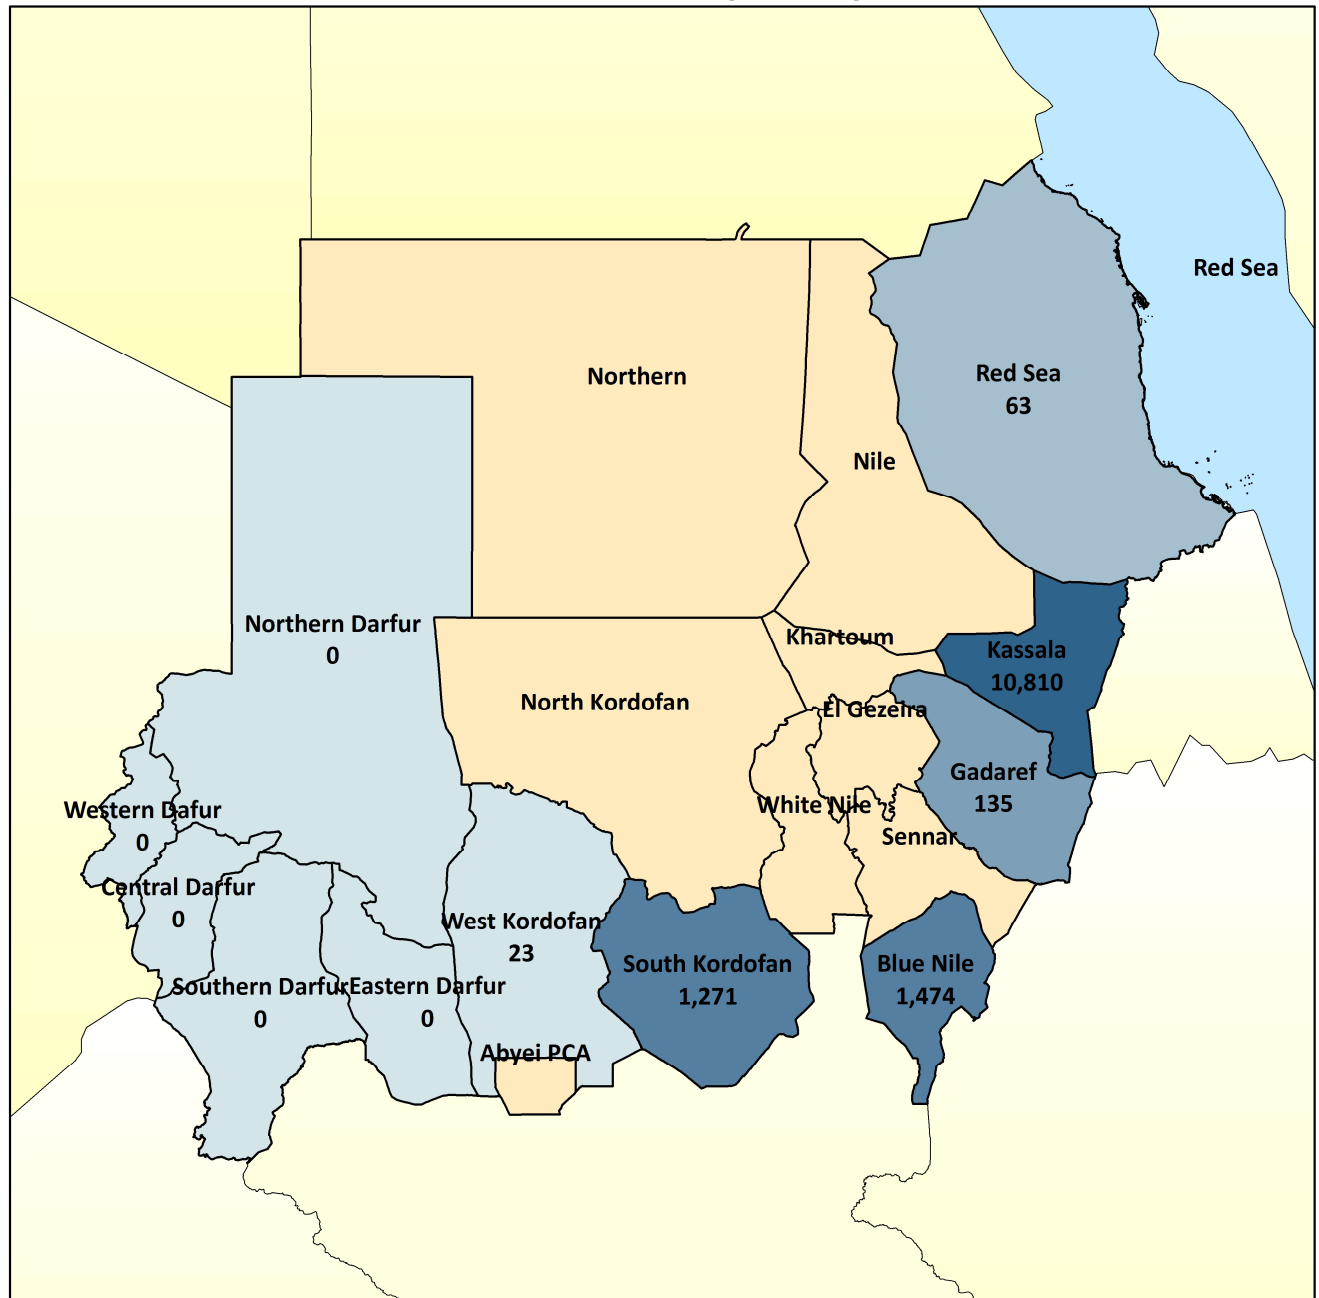 Red Sea
Northern
Red Sea
63
Nile
Northern Darfur
0
Khartoum
Kassala
10,810
North Kordofan
El Gezeira
Gadaref
135
Western Dafur
0
White Nile
Sennar
Central Darfur
0
West Kordofan
23
South Kordofan
1,271
Blue Nile
1,474
Southern Darfur
0
Eastern Darfur
0
Abyei PCA